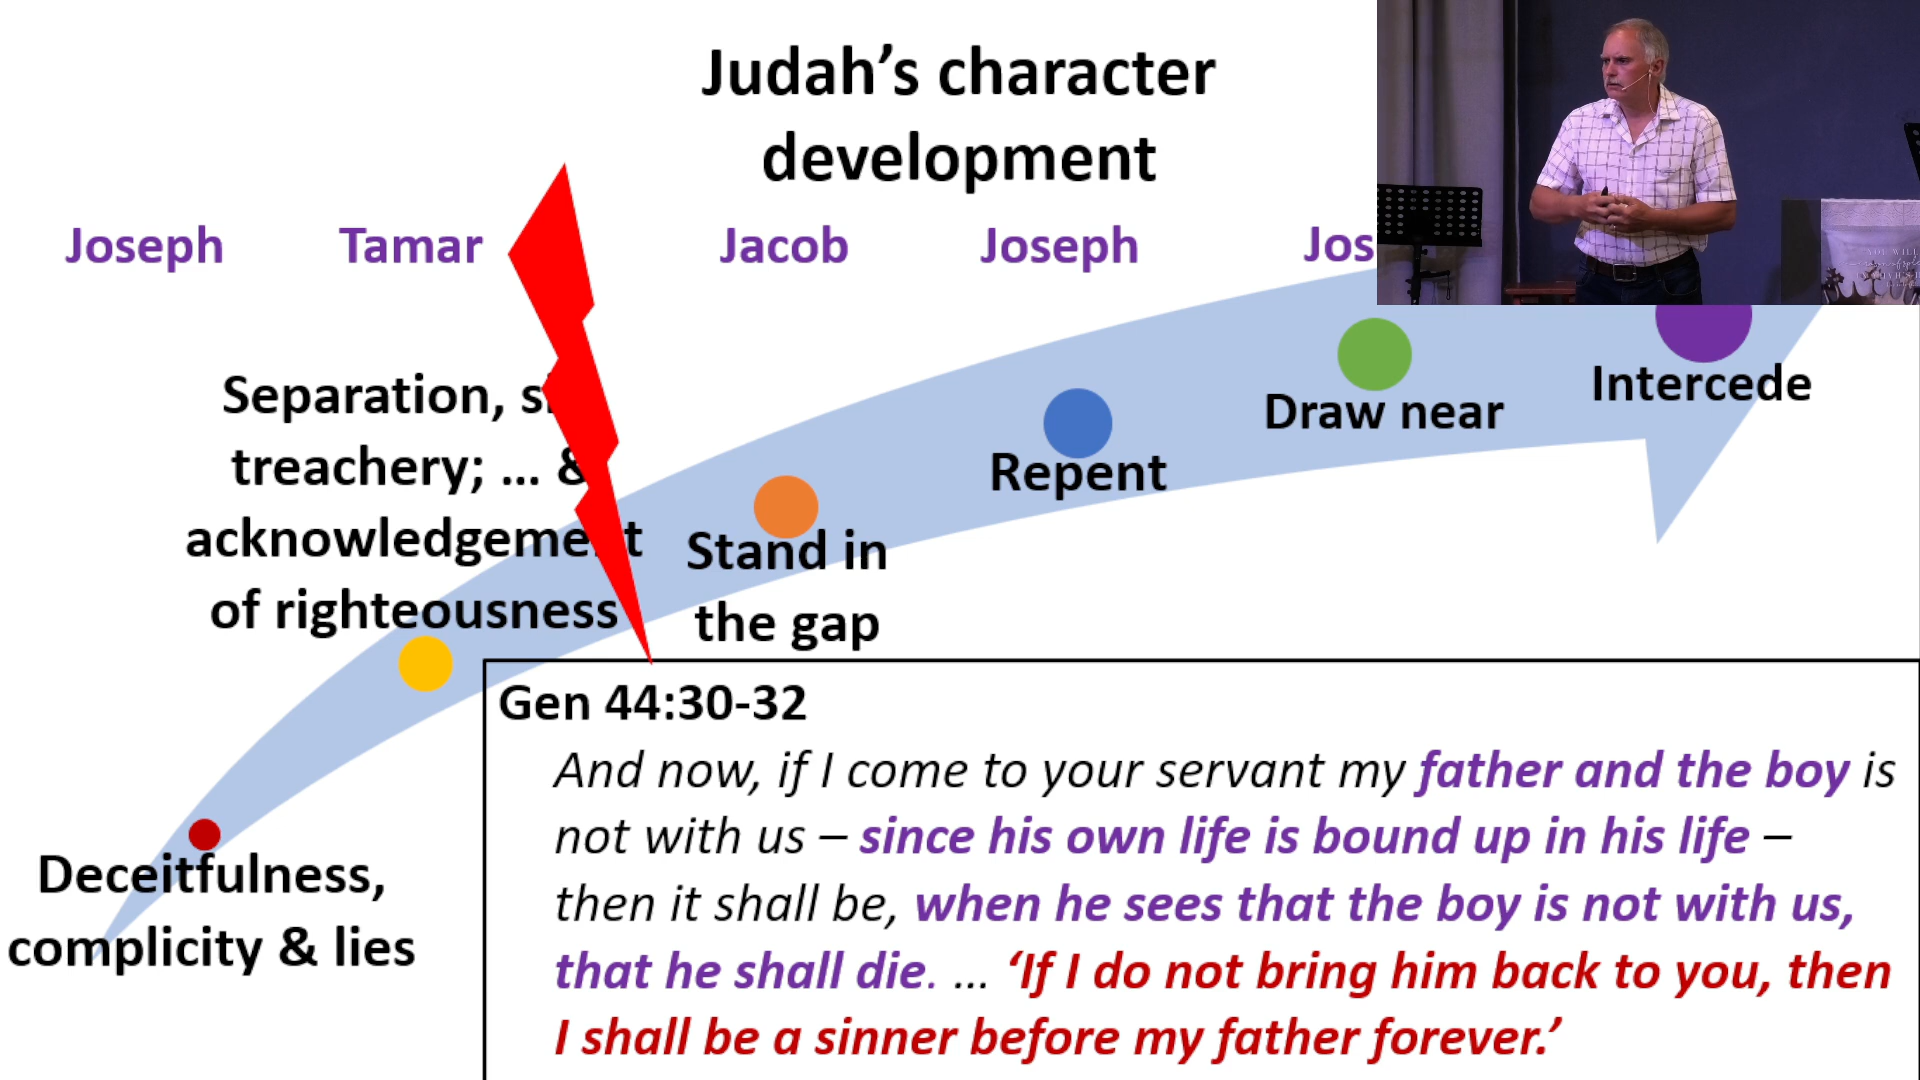 Judah’s character
development
Joseph
Tamar
Jacob
Joseph
Separation,
treachery; ... &
of righteousness
Stand in
the gap
Repent
Draw near
Intercede
Deceitfulness,
complicity & lies
Gen 44:30-32
And now, if I come to your servant my father and the boy is
not with us – since his own life is bound up in his life –
then it shall be, when he sees that the boy is not with us,
that he shall die. ... ‘If I do not bring him back to you, then
I shall be a sinner before my father forever.’
YOU WILL